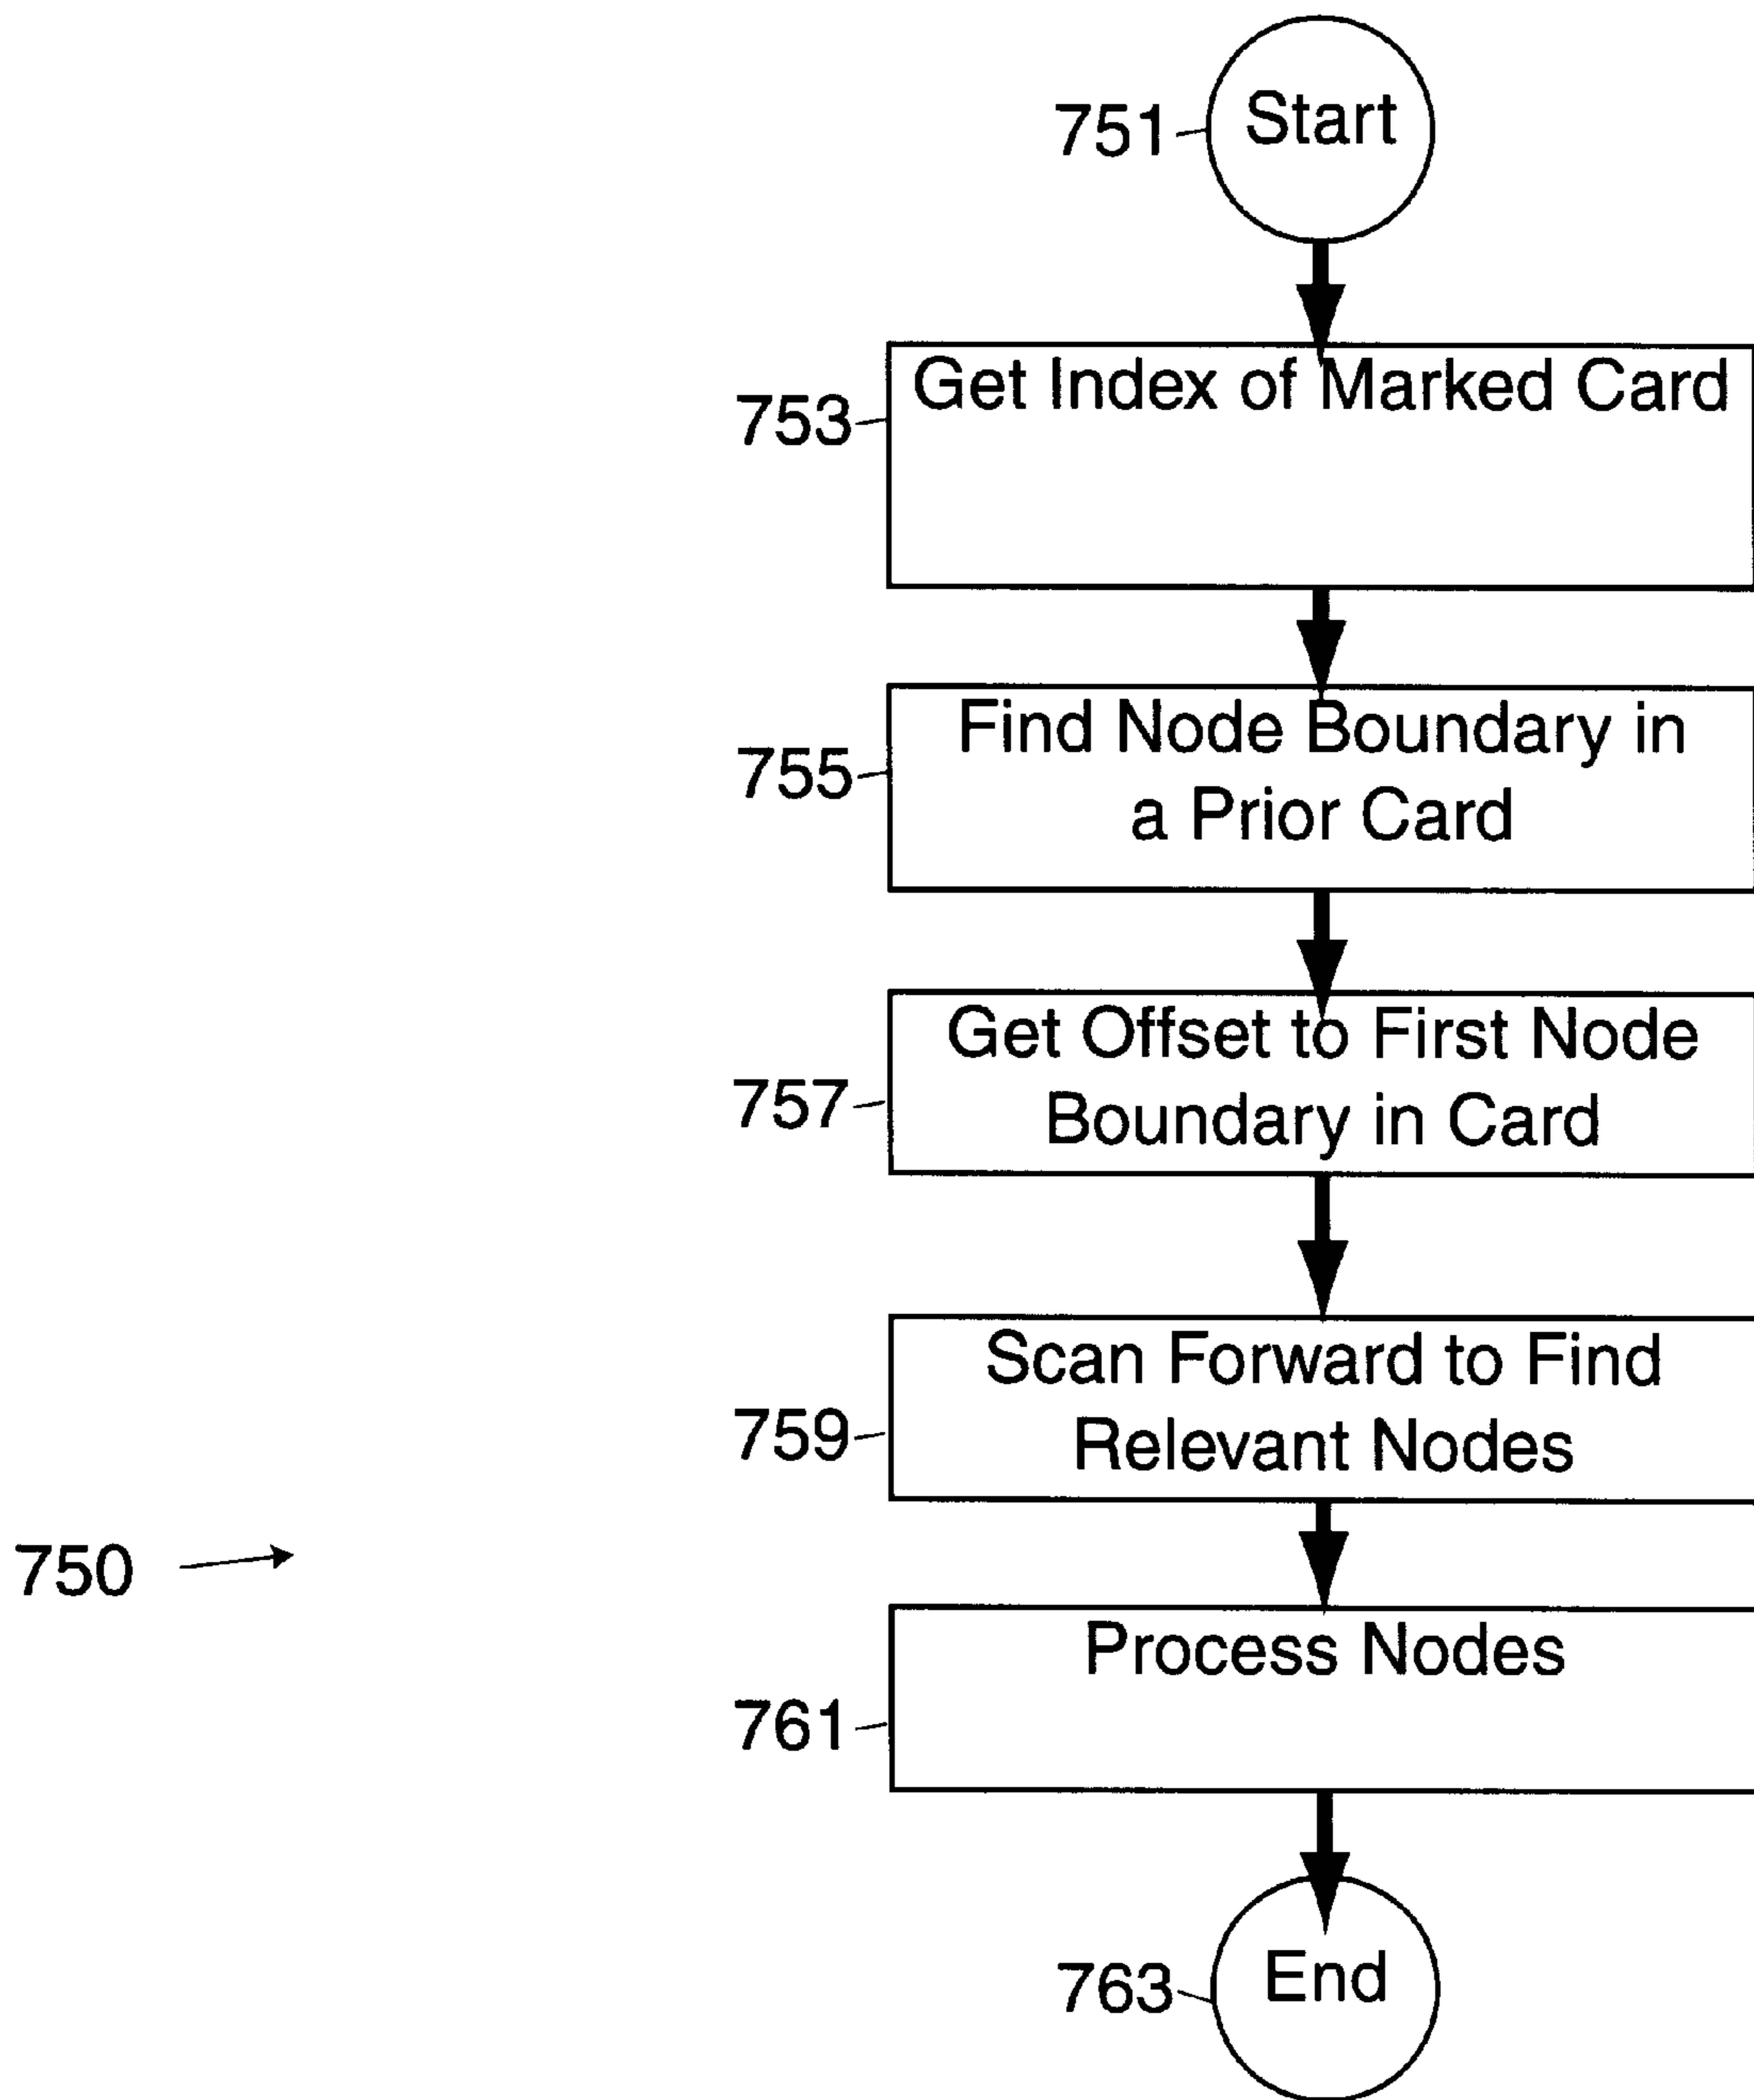 751
Start
753
Get Index of Marked Card
755
Find Node Boundary in
a Prior Card
757
Get Offset to First Node
Boundary in Card
759
Scan Forward to Find
Relevant Nodes
750
761
Process Nodes
763
End